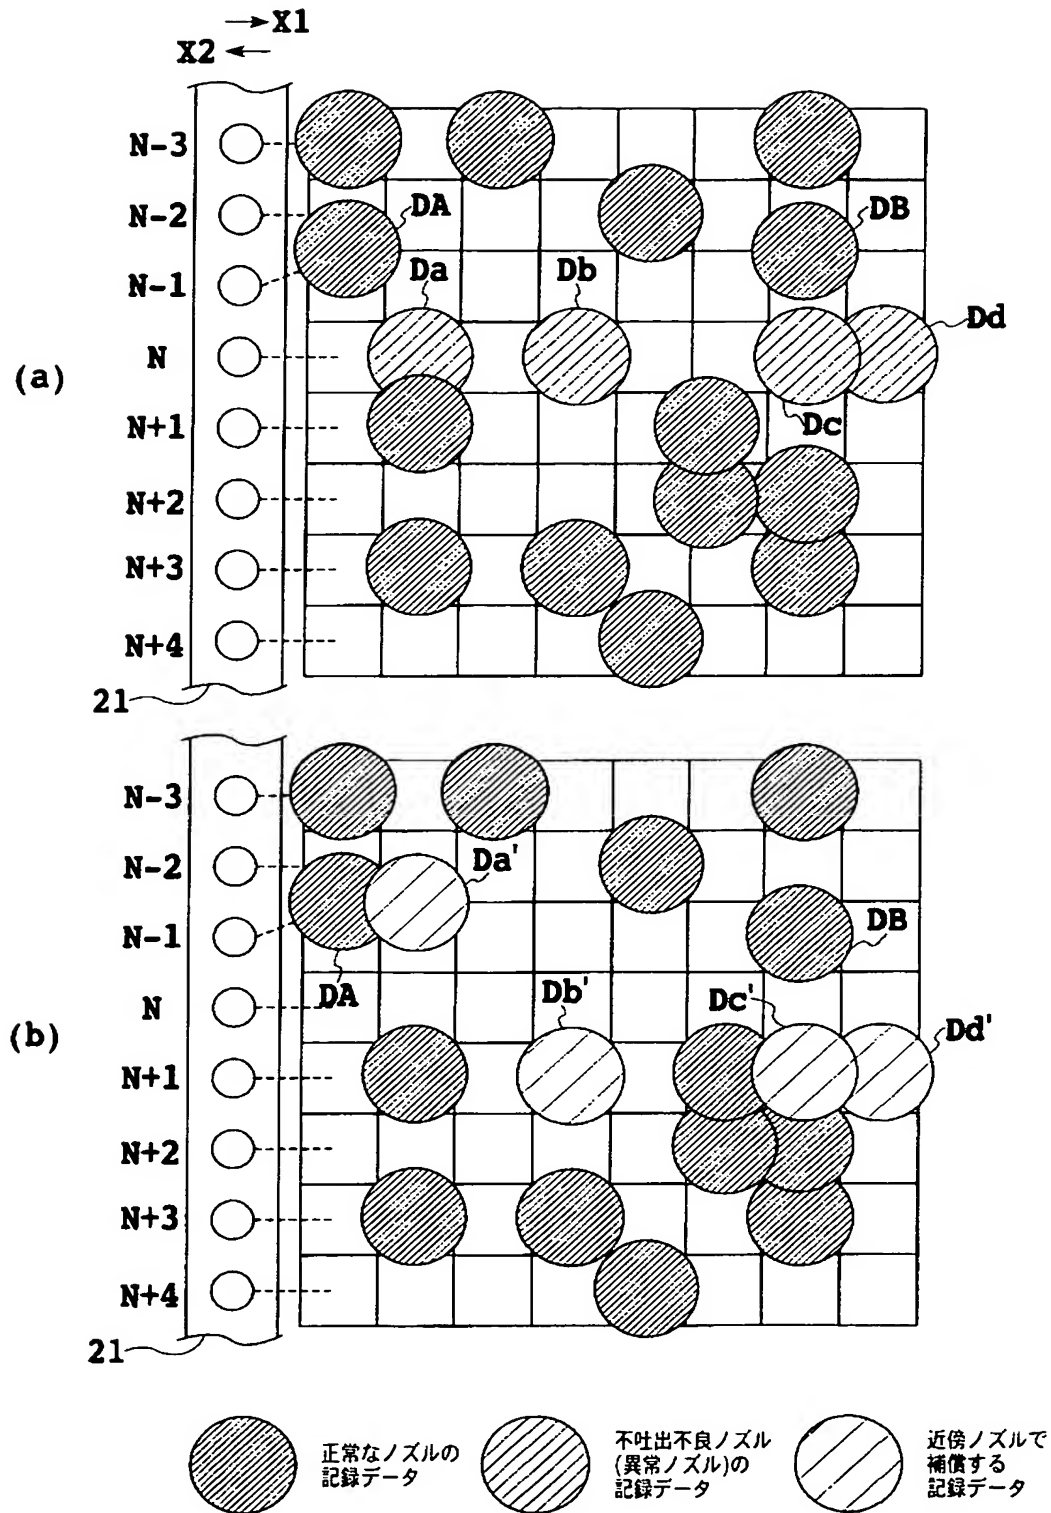 X1
X2
N-3
N-2
DA
DB
N-1
Da
Db
Dd
N
(a)
N+1
Dc
N+2
N+3
N+4
21
N-3
N-2
Da'
N-1
DB
DA
N
Db'
Dc'
Dd'
(b)
N+1
N+2
N+3
N+4
21
正常なノズルの
記録データ
不吐出不良ノズル
(異常ノズル)の
記録データ
近傍ノズルで
補償する
記録データ